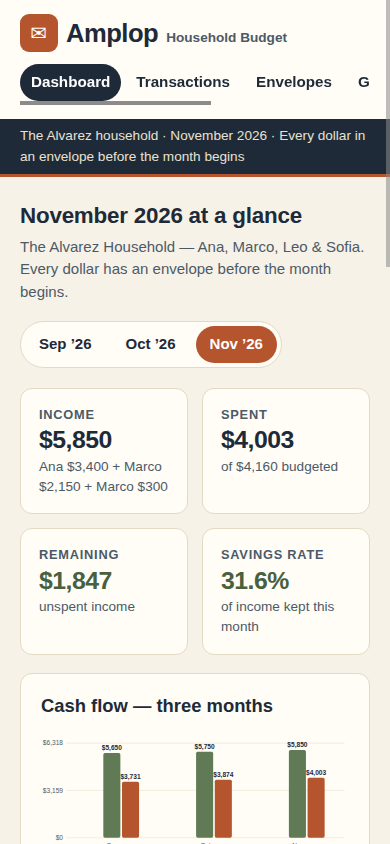 Amplop Household Budget
Dashboard Transactions Envelopes G
The Alvarez household · November 2026 · Every dollar in
an envelope before the month begins
November 2026 at a glance
The Alvarez Household — Ana, Marco, Leo & Sofia.
Every dollar has an envelope before the month
begins.
Sep ’26 Oct ’26 Nov ’26
INCOME
$5,850
Ana $3,400 + Marco
$2,150 + Marco $300
SPENT
$4,003
of $4,160 budgeted
REMAINING
$1,847
unspent income
SAVINGS RATE
31.6%
of income kept this
month
Cash flow — three months
$6,318
$3,159
$0
$5,650
$3,731
$5,750
$3,874
$5,850
$4,003